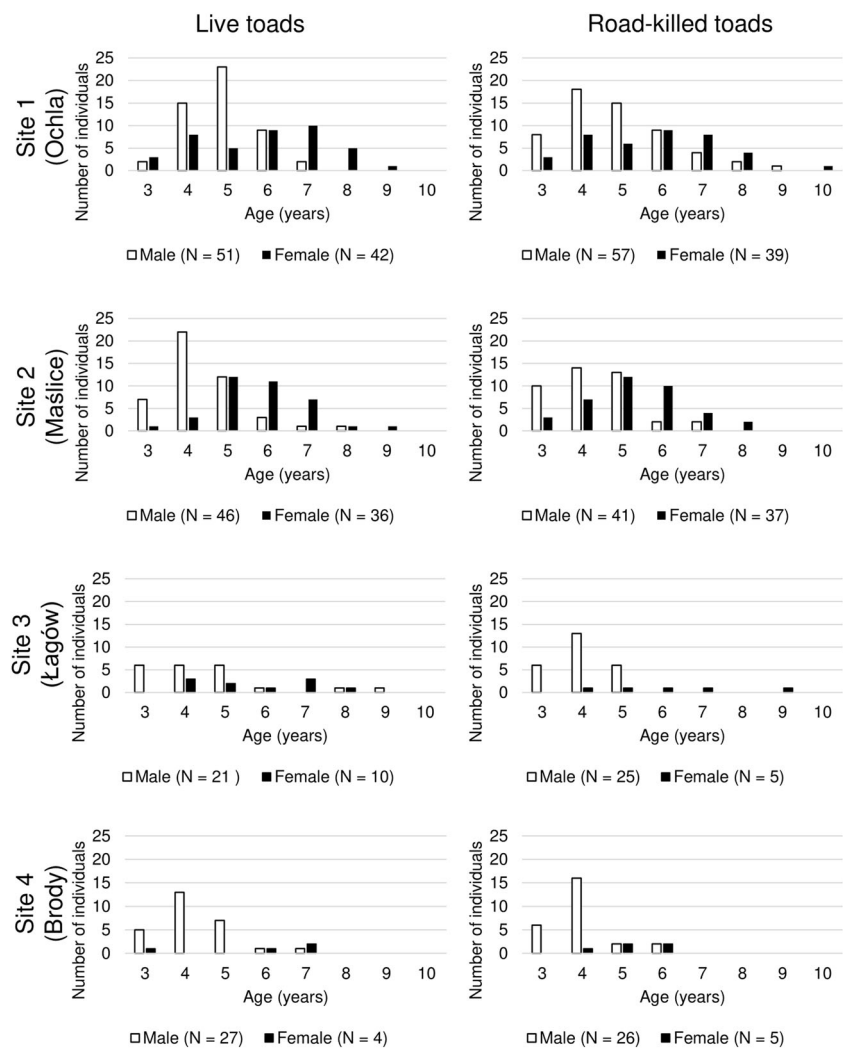 Live toads
Road-killed toads
Site 1
(Ochla)
Number of individuals
25
20
15
10
5
0
3 4 5 6 7 8 9 10
Age (years)
Male (N = 51) Female (N = 42)
Number of individuals
25
20
15
10
5
0
3 4 5 6 7 8 9 10
Age (years)
Male (N = 57) Female (N = 39)
Site 2
(Maślice)
Number of individuals
25
20
15
10
5
0
3 4 5 6 7 8 9 10
Age (years)
Male (N = 46) Female (N = 36)
Number of individuals
25
20
15
10
5
0
3 4 5 6 7 8 9 10
Age (years)
Male (N = 41) Female (N = 37)
Site 3
(Łagów)
Number of individuals
25
20
15
10
5
0
3 4 5 6 7 8 9 10
Age (years)
Male (N = 21 ) Female (N = 10)
Number of individuals
25
20
15
10
5
0
3 4 5 6 7 8 9 10
Age (years)
Male (N = 25) Female (N = 5)
Site 4
(Brody)
Number of individuals
25
20
15
10
5
0
3 4 5 6 7 8 9 10
Age (years)
Male (N = 27) Female (N = 4)
Number of individuals
25
20
15
10
5
0
3 4 5 6 7 8 9 10
Age (years)
Male (N = 26) Female (N = 5)